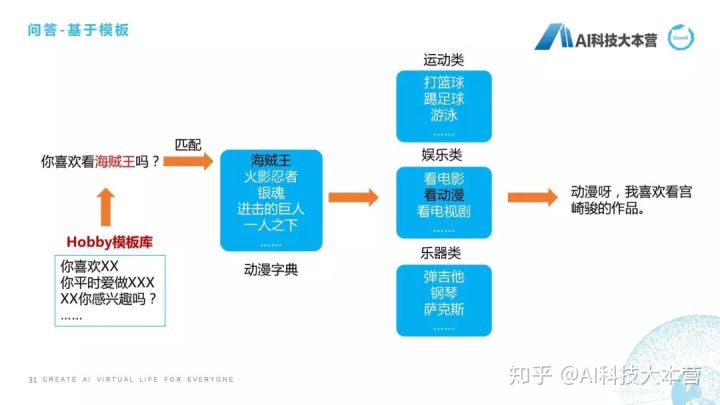 问答-基于模板
AI科技大本营
运动类
打篮球
踢足球
游泳
……
匹配
你喜欢看海贼王吗？
海贼王
火影忍者
银魂
进击的巨人
一人之下
……
动漫字典
娱乐类
看电影
看动漫
看电视剧
……
动漫呀，我喜欢看宫
崎骏的作品。
Hobby模板库
你喜欢XX
你平时爱做XXX
XX你感兴趣吗？
……
乐器类
弹吉他
钢琴
萨克斯
……
31 CREATE AI VIRTUAL LIFE FOR EVERYONE
知乎 @AI科技大本营